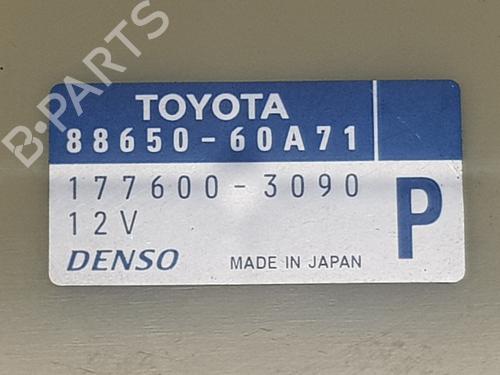 B-PARTS
TOYOTA
88650-60A71
177600-3090
12V
P
DENSO
MADE IN JAPAN